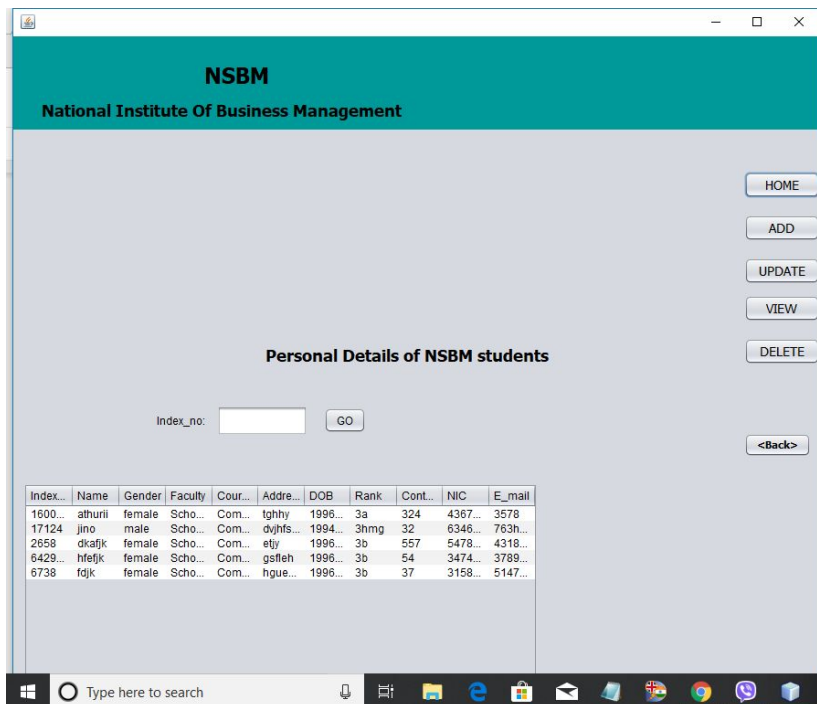 NSBM
National Institute Of Business Management
HOME
ADD
UPDATE
VIEW
Personal Details of NSBM students
DELETE
Index_no:
GO
<Back>
Index... Name Gender Faculty Cour... Addre... DOB Rank Cont... NIC E_mail
1600... athurii female Scho... Com... tghhy 1996... 3a 324 4367... 3578
17124 jino male Scho... Com... dvjhfs... 1994... 3hmg 32 6346... 763h...
2658 dkafjk female Scho... Com... etjy 1996... 3b 557 5478... 4318...
6429... hfefjk female Scho... Com... gsfleh 1996... 3b 54 3474... 3789...
6738 fdjk female Scho... Com... hgue... 1996... 3b 37 3158... 5147...
Type here to search